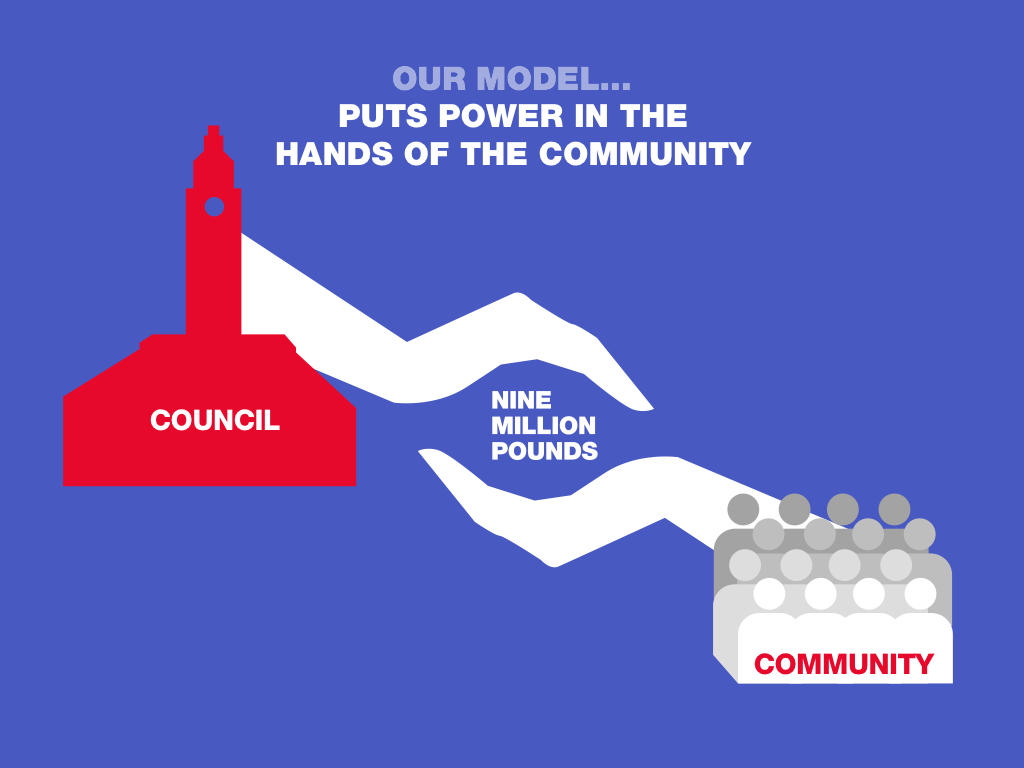 OUR MODEL...
PUTS POWER IN THE
HANDS OF THE COMMUNITY
COUNCIL
NINE
MILLION
POUNDS
COMMUNITY